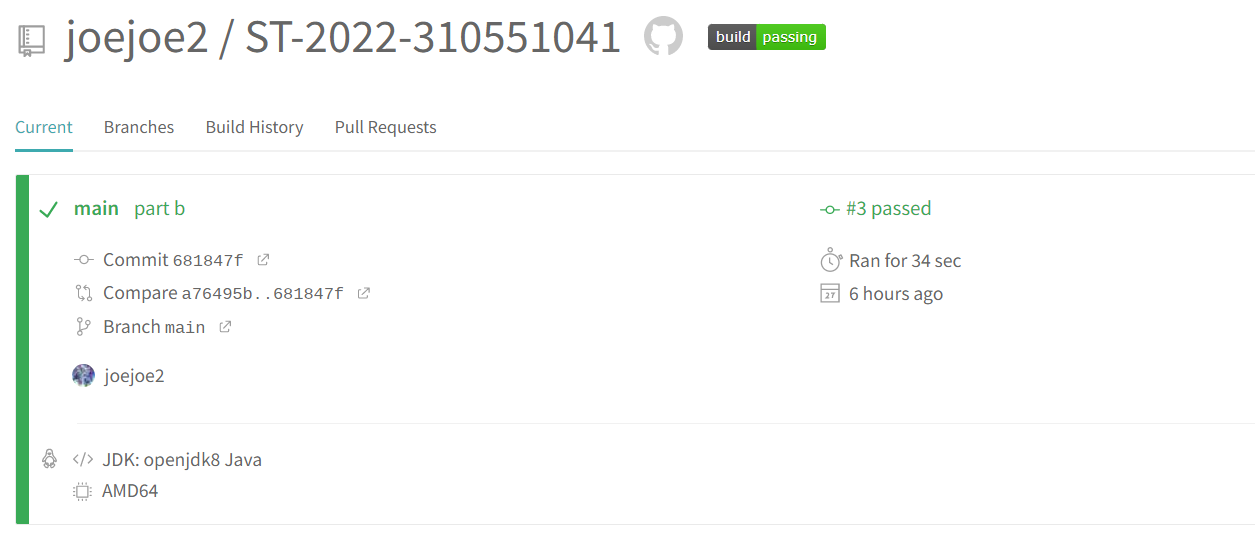 joejoe2 / ST-2022-310551041 build passing
Current Branches Build History Pull Requests
main part b
#3 passed
Commit 681847f
Compare a76495b..681847f
Branch main
Ran for 34 sec
6 hours ago
joejoe2
JDK: openjdk8 Java
AMD64